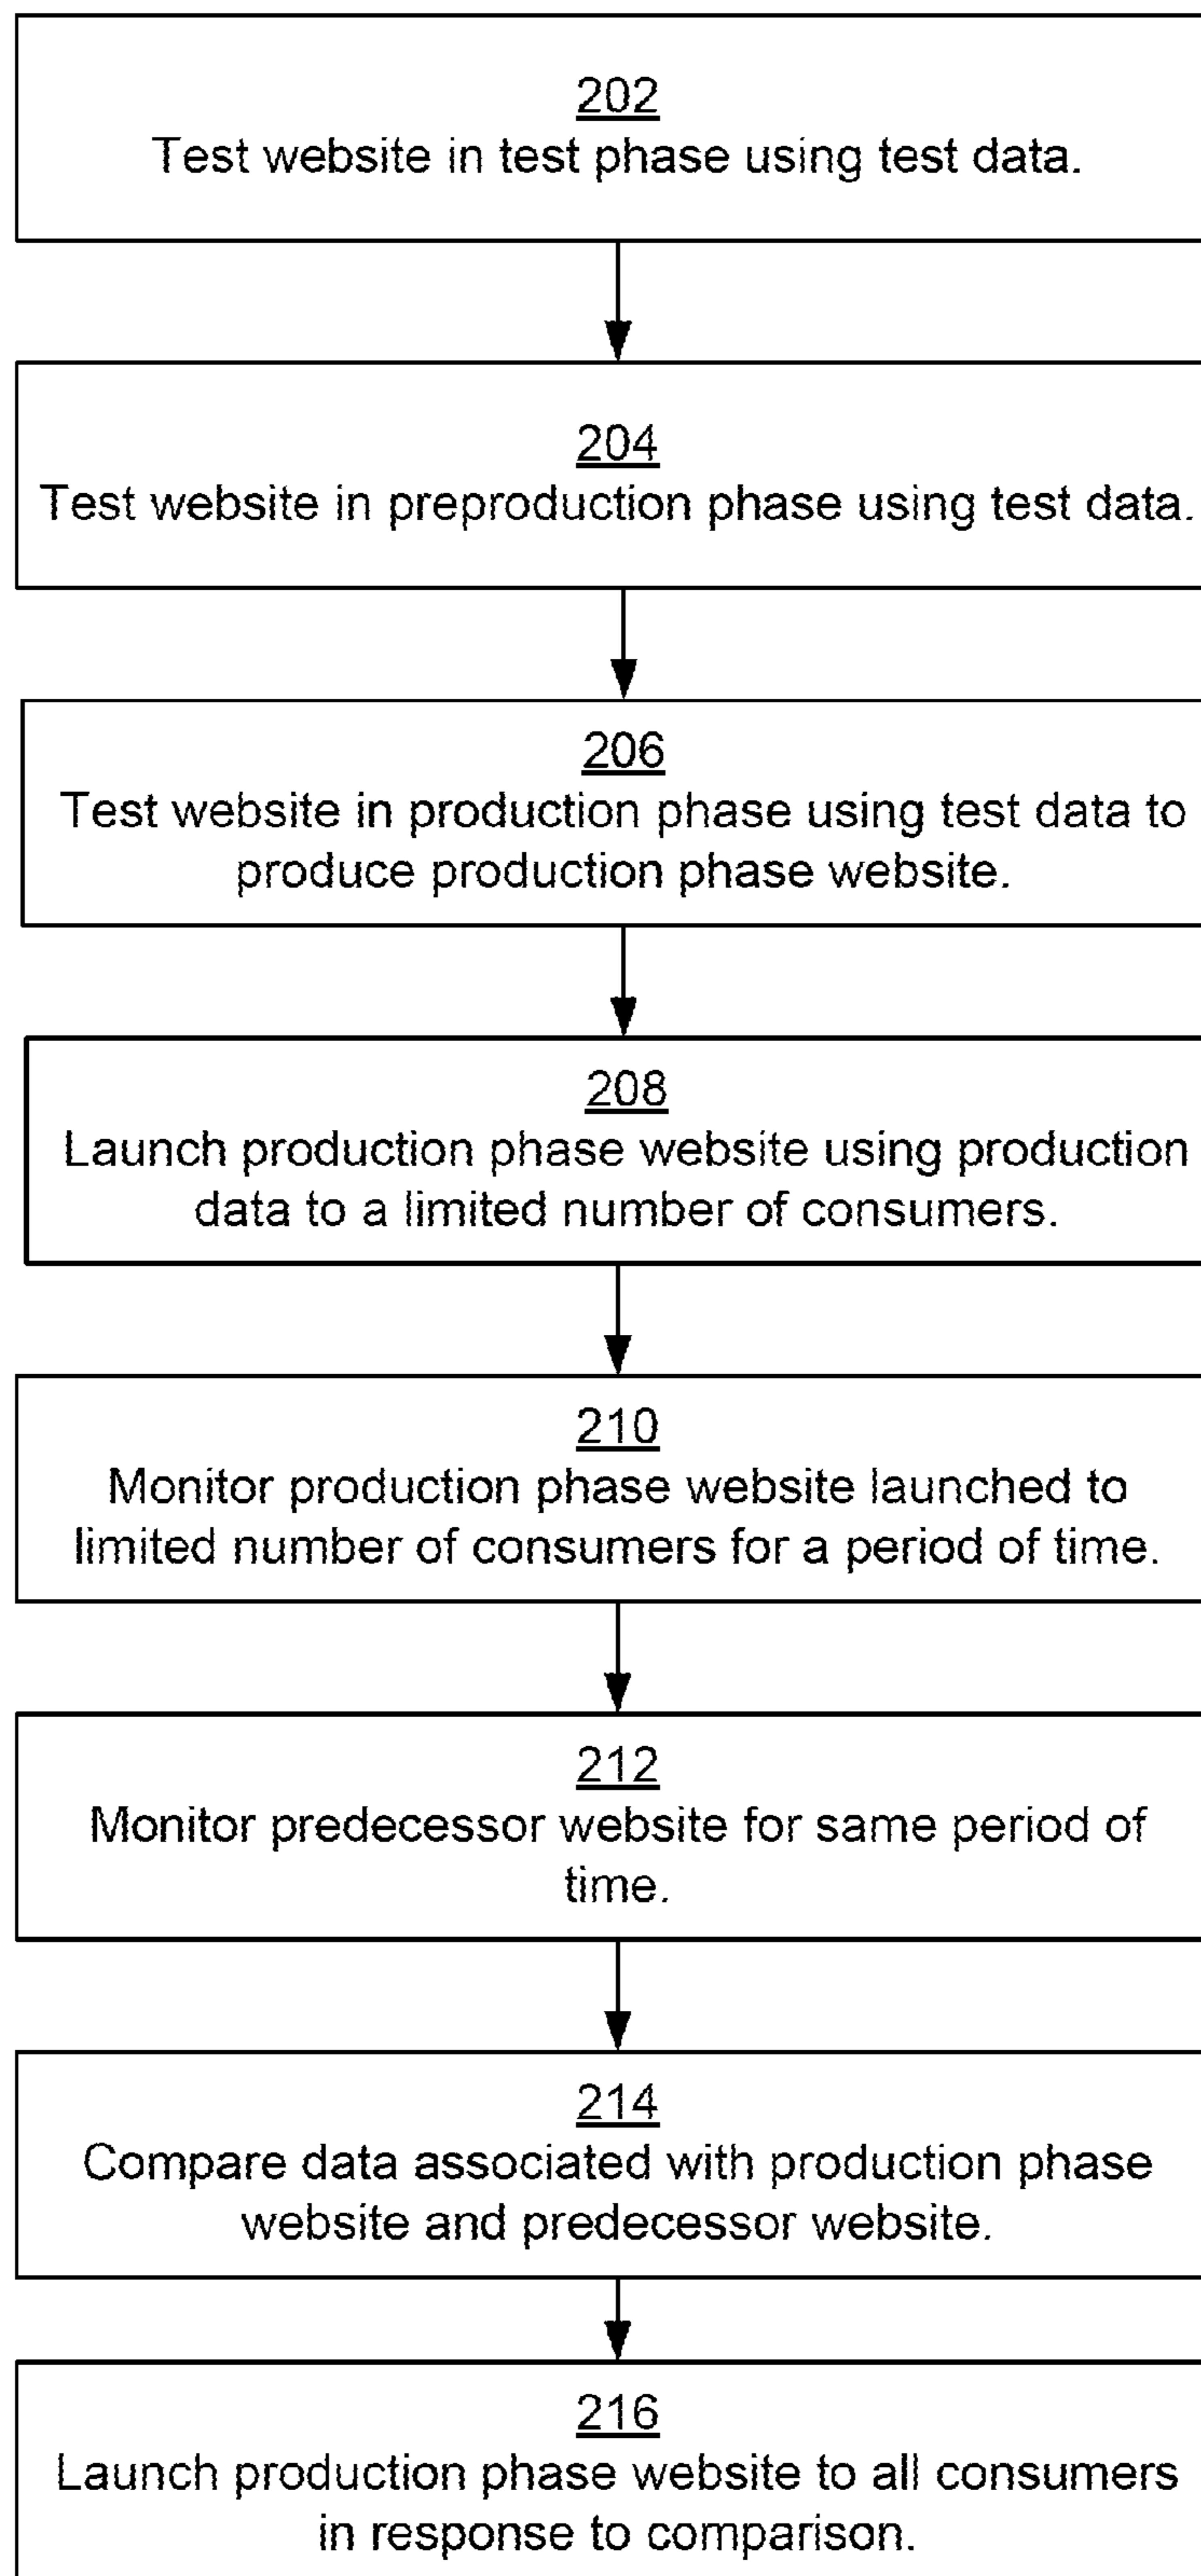 202
Test website in test phase using test data.
204
Test website in preproduction phase using test data.
206
Test website in production phase using test data to
produce production phase website.
208
Launch production phase website using production
data to a limited number of consumers.
210
Monitor production phase website launched to
limited number of consumers for a period of time.
212
Monitor predecessor website for same period of
time.
214
Compare data associated with production phase
website and predecessor website.
216
Launch production phase website to all consumers
in response to comparison.